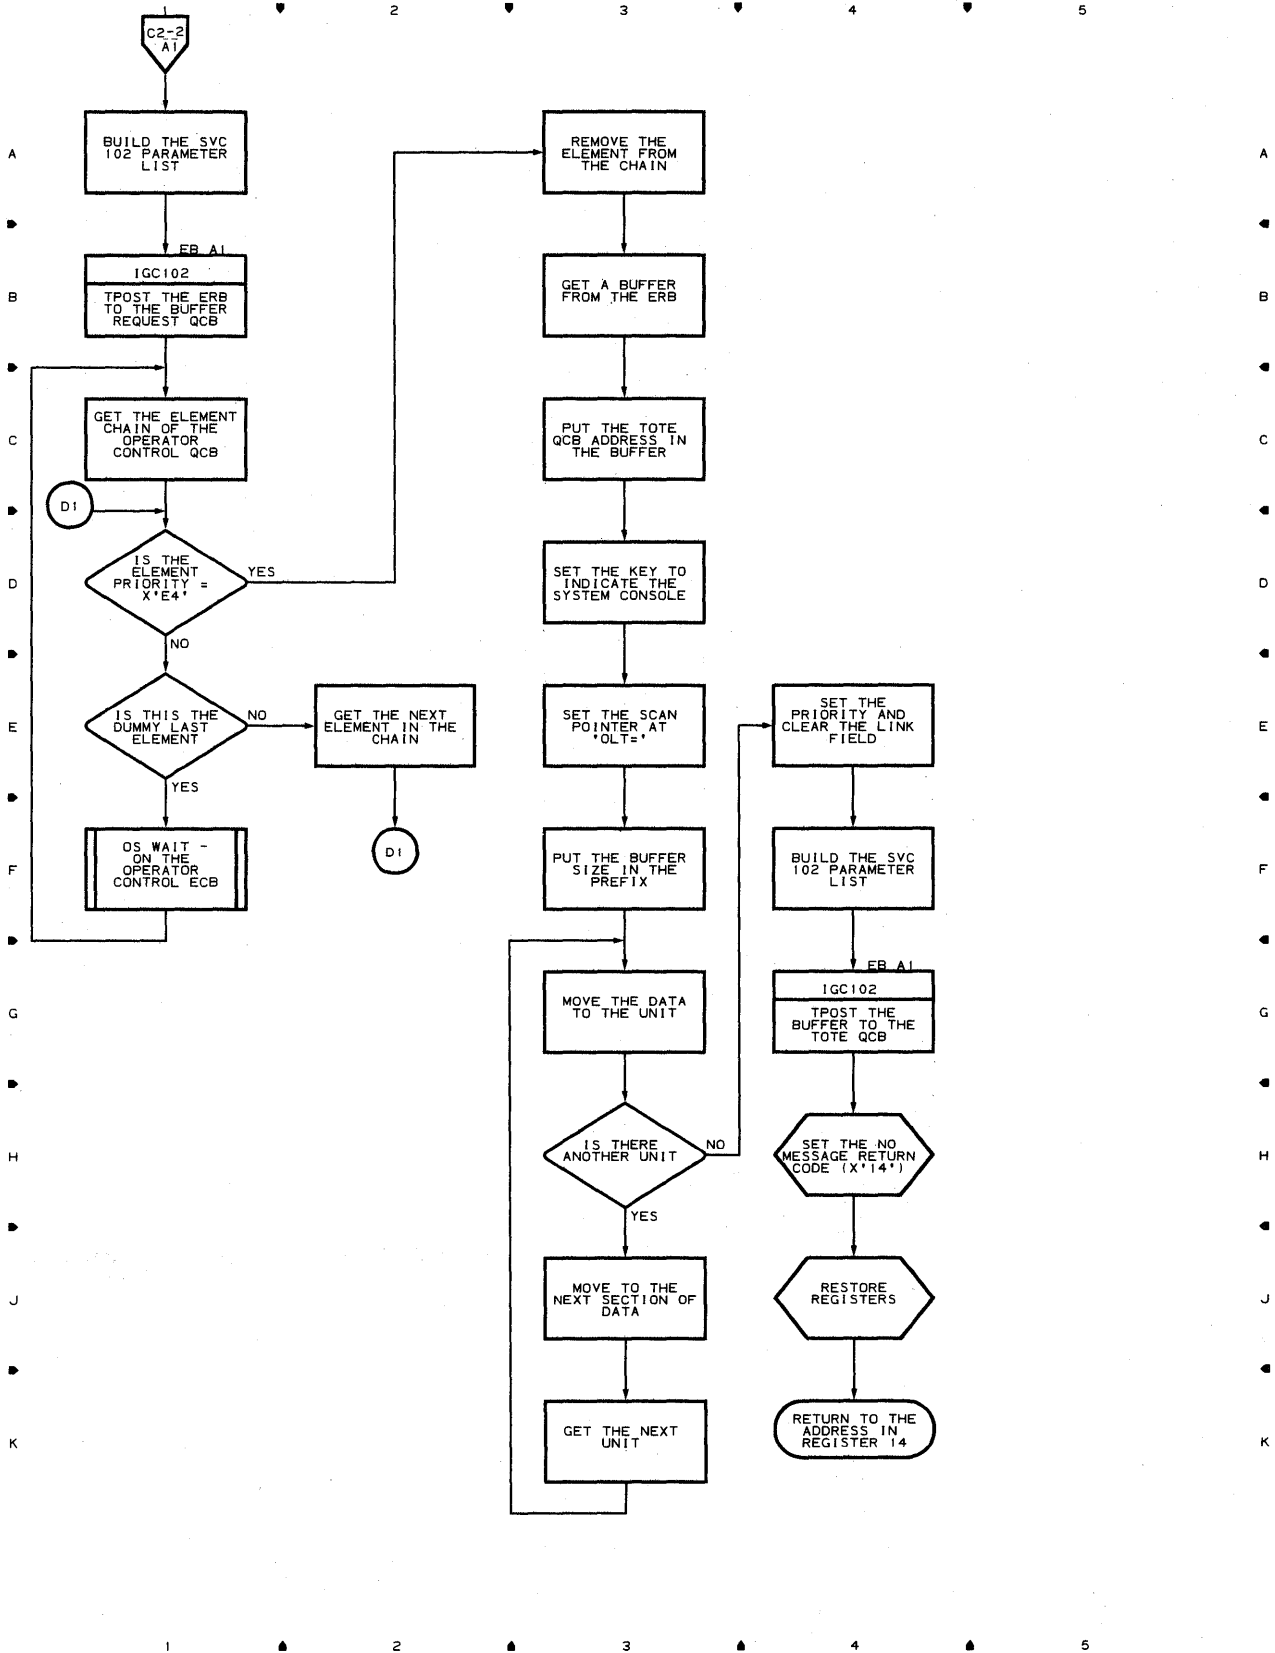 2 3 4 5
C2-2
A1
A
BUILD THE SVC
102 PARAMETER
LIST
EB A1
B
IGC102
TPOST THE ERB
TO THE BUFFER
REQUEST QCB
C
GET THE ELEMENT
CHAIN OF THE
OPERATOR
CONTROL QCB
D1
D
IS THE
ELEMENT
PRIORITY =
X'E4'
YES
NO
E
IS THIS THE
DUMMY LAST
ELEMENT
NO
YES
GET THE NEXT
ELEMENT IN THE
CHAIN
D1
F
OS WAIT -
ON THE
OPERATOR
CONTROL ECB
REMOVE THE
ELEMENT FROM
THE CHAIN
A
GET A BUFFER
FROM THE ERB
B
PUT THE TOTE
QCB ADDRESS IN
THE BUFFER
C
SET THE KEY TO
INDICATE THE
SYSTEM CONSOLE
D
SET THE SCAN
POINTER AT
'OLT='
PUT THE BUFFER
SIZE IN THE
PREFIX
G
MOVE THE DATA
TO THE UNIT
H
IS THERE
ANOTHER UNIT
NO
YES
J
MOVE TO THE
NEXT SECTION OF
DATA
K
GET THE NEXT
UNIT
SET THE
PRIORITY AND
CLEAR THE LINK
FIELD
E
BUILD THE SVC
102 PARAMETER
LIST
F
EB A1
IGC102
TPOST THE
BUFFER TO THE
TOTE QCB
G
SET THE NO
MESSAGE RETURN
CODE (X'14')
H
RESTORE
REGISTERS
J
RETURN TO THE
ADDRESS IN
REGISTER 14
K
1 2 3 4 5